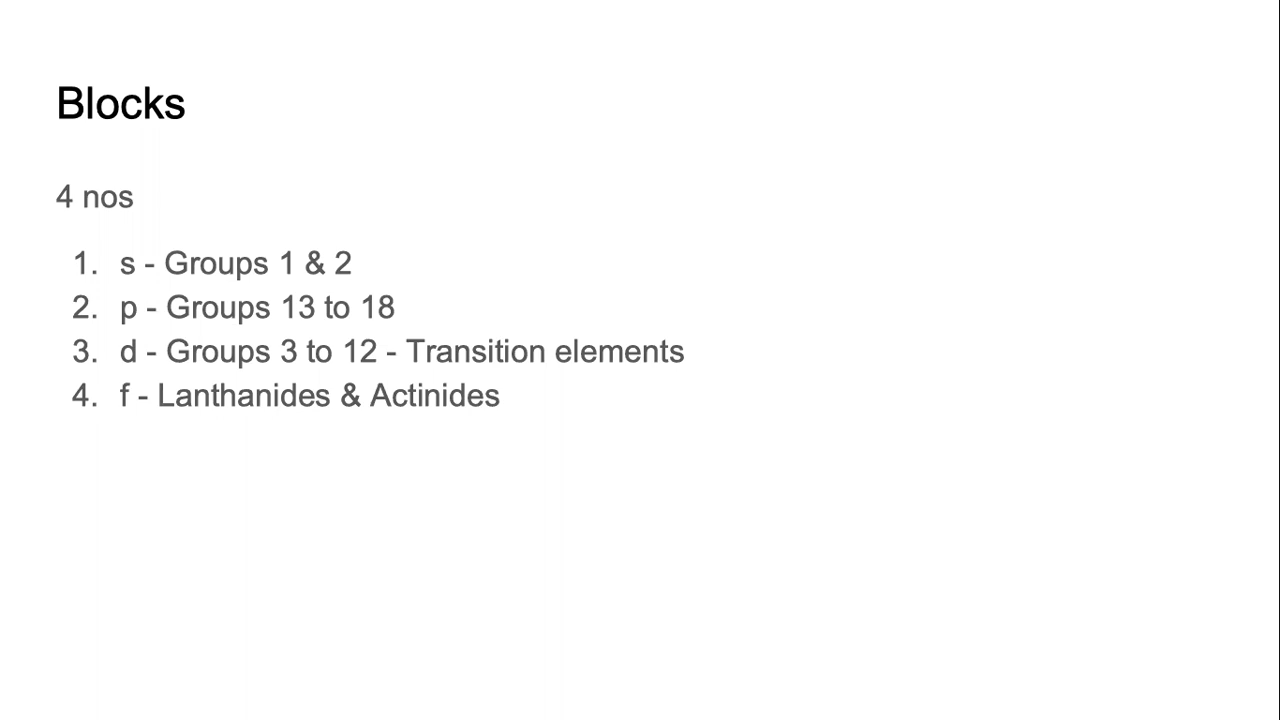 Blocks
4 nos
1. s - Groups 1 & 2
2. p - Groups 13 to 18
3. d - Groups 3 to 12 - Transition elements
4. f - Lanthanides & Actinides